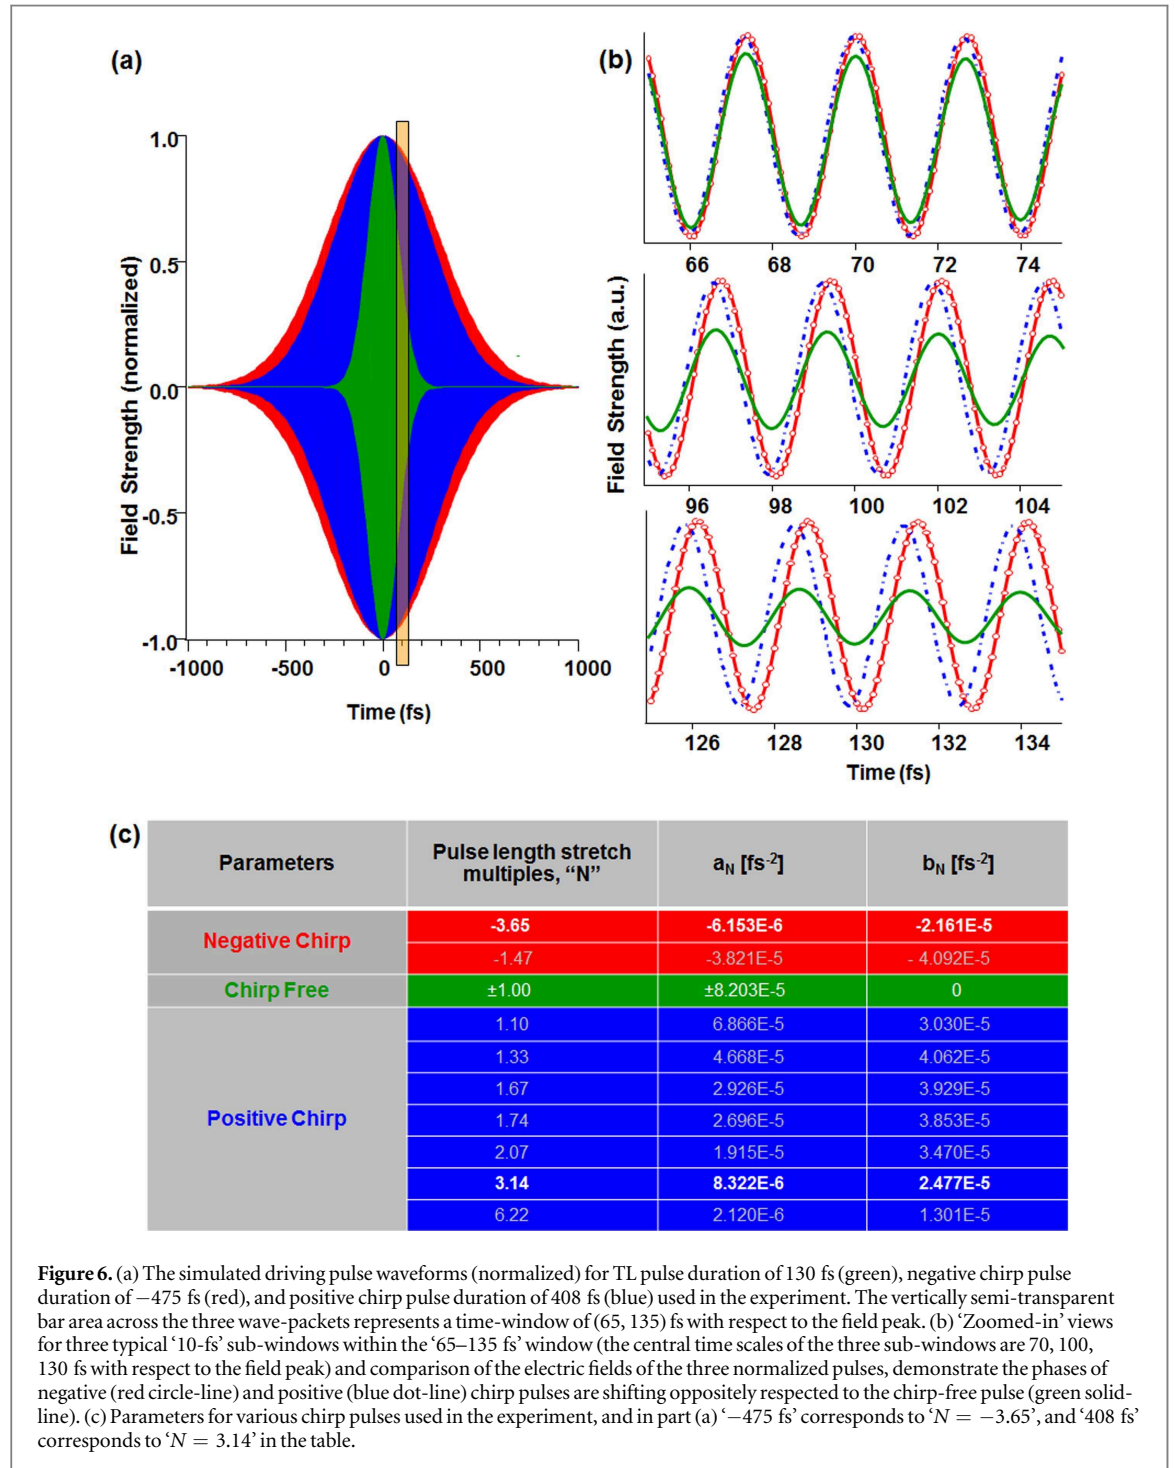 (a)
Field Strength (normalized)
1.0
0.5
0.0
-0.5
-1.0
-1000 -500 0 500 1000
Time (fs)
(b)
Field Strength (a.u.)
66 68 70 72 74
96 98 100 102 104
126 128 130 132 134
Time (fs)
(c)
Parameters Pulse length stretch multiples, “N” aN [fs-2] bN [fs-2]
Negative Chirp
-3.65 -6.153E-6 -2.161E-5
-1.47 -3.821E-5 - 4.092E-5
Chirp Free ±1.00 ±8.203E-5 0
Positive Chirp
1.10 6.866E-5 3.030E-5
1.33 4.668E-5 4.062E-5
1.67 2.926E-5 3.929E-5
1.74 2.696E-5 3.853E-5
2.07 1.915E-5 3.470E-5
3.14 8.322E-6 2.477E-5
6.22 2.120E-6 1.301E-5
Figure 6. (a) The simulated driving pulse waveforms (normalized) for TL pulse duration of 130 fs (green), negative chirp pulse
duration of −475 fs (red), and positive chirp pulse duration of 408 fs (blue) used in the experiment. The vertically semi-transparent
bar area across the three wave-packets represents a time-window of (65, 135) fs with respect to the field peak. (b) ‘Zoomed-in’ views
for three typical ‘10-fs’ sub-windows within the ‘65–135 fs’ window (the central time scales of the three sub-windows are 70, 100,
130 fs with respect to the field peak) and comparison of the electric fields of the three normalized pulses, demonstrate the phases of
negative (red circle-line) and positive (blue dot-line) chirp pulses are shifting oppositely respected to the chirp-free pulse (green solid-
line). (c) Parameters for various chirp pulses used in the experiment, and in part (a) ‘−475 fs’ corresponds to ‘N = −3.65’, and ‘408 fs’
corresponds to ‘N = 3.14’ in the table.